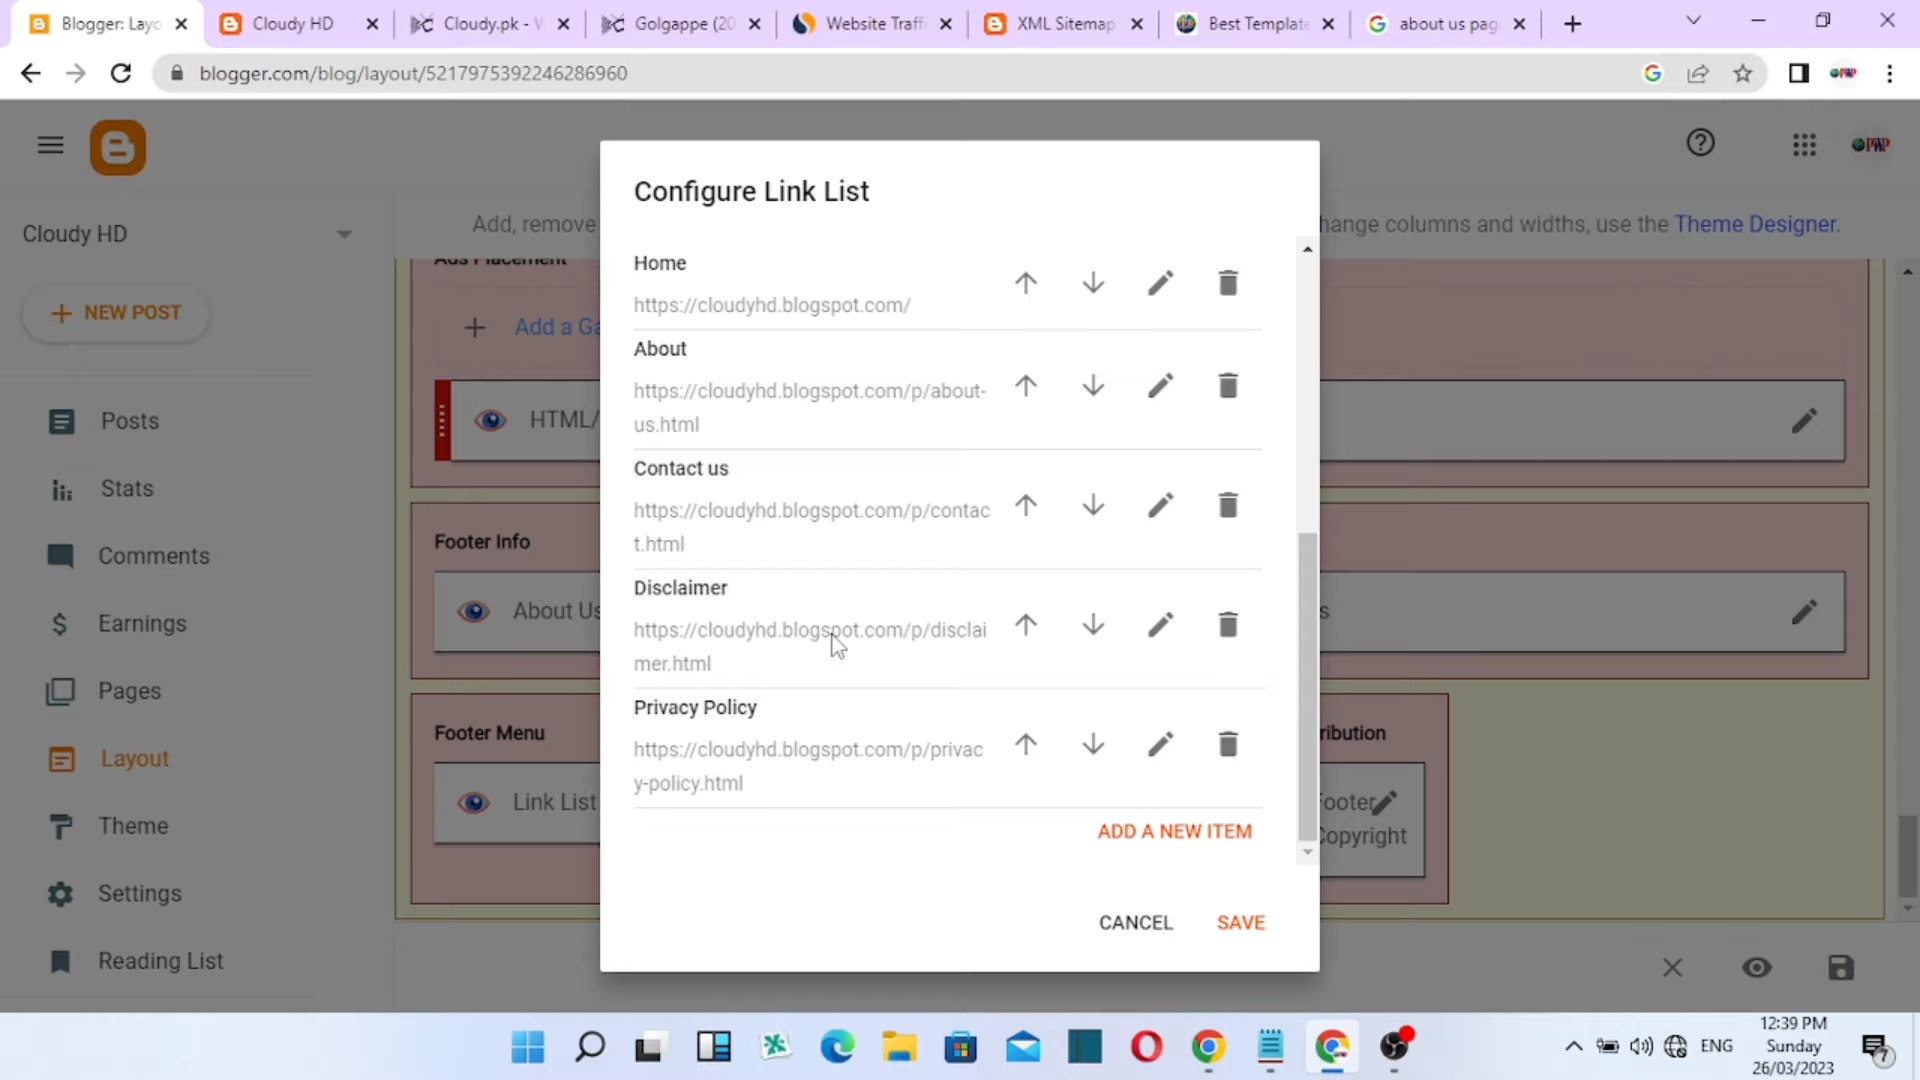 Blogger: Layo
Cloudy HD
Cloudy.pk - W
Golgappe (20
Website Traffi
XML Sitemap
Best Template
about us pag
blogger.com/blog/layout/5217975392246286960
Cloudy HD
NEW POST
Posts
Stats
Comments
Earnings
Pages
Layout
Theme
Settings
Reading List
Add, remove
hange columns and widths, use the Theme Designer.
Ads Placement
Add a Ga
HTML/
Footer Info
About Us
s
Footer Menu
Link List
ribution
Footer
Copyright
Configure Link List
Home
https://cloudyhd.blogspot.com/
About
https://cloudyhd.blogspot.com/p/about-
us.html
Contact us
https://cloudyhd.blogspot.com/p/contac
t.html
Disclaimer
https://cloudyhd.blogspot.com/p/disclai
mer.html
Privacy Policy
https://cloudyhd.blogspot.com/p/privac
y-policy.html
ADD A NEW ITEM
CANCEL
SAVE
ENG
12:39 PM
Sunday
26/03/2023
7